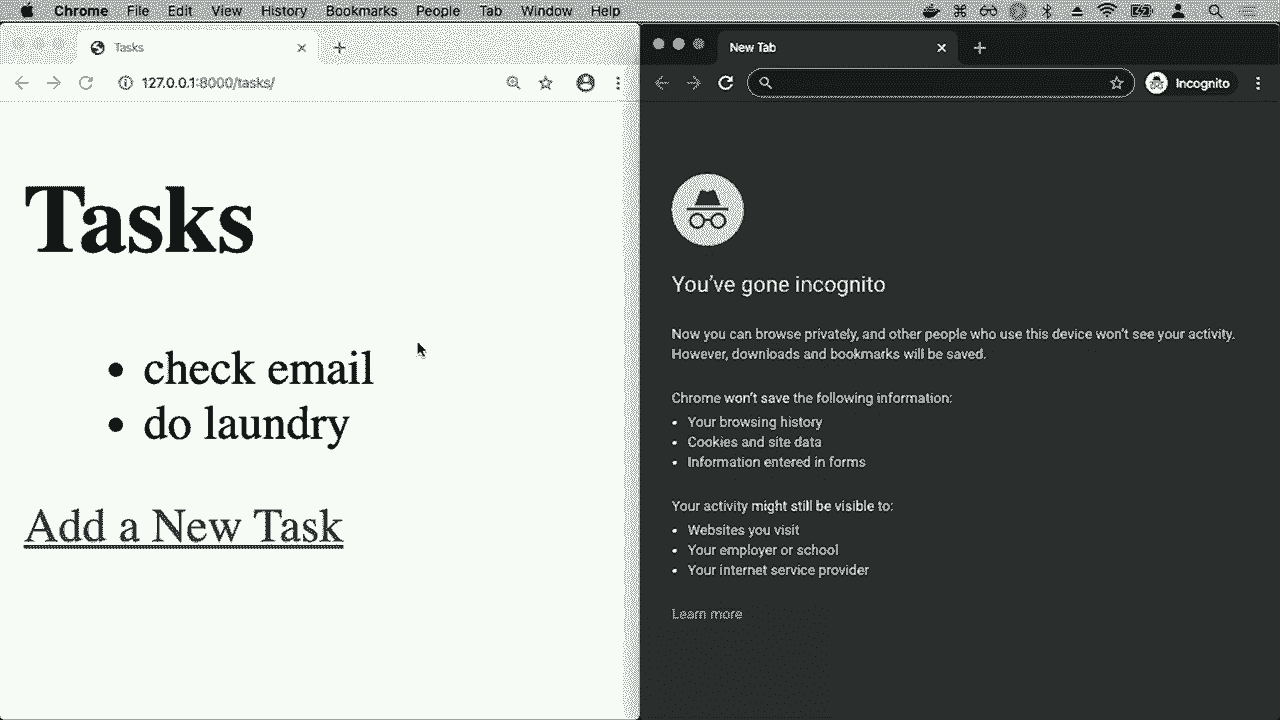 Chrome File Edit View History Bookmarks People Tab Window Help
Tasks
127.0.0.1:8000/tasks/
Tasks
• check email
• do laundry
Add a New Task
New Tab
Incognito
You've gone incognito
Now you can browse privately, and other people who use this device won't see your activity.
However, downloads and bookmarks will be saved.
Chrome won't save the following information:
• Your browsing history
• Cookies and site data
• Information entered in forms
Your activity might still be visible to:
• Websites you visit
• Your employer or school
• Your internet service provider
Learn more